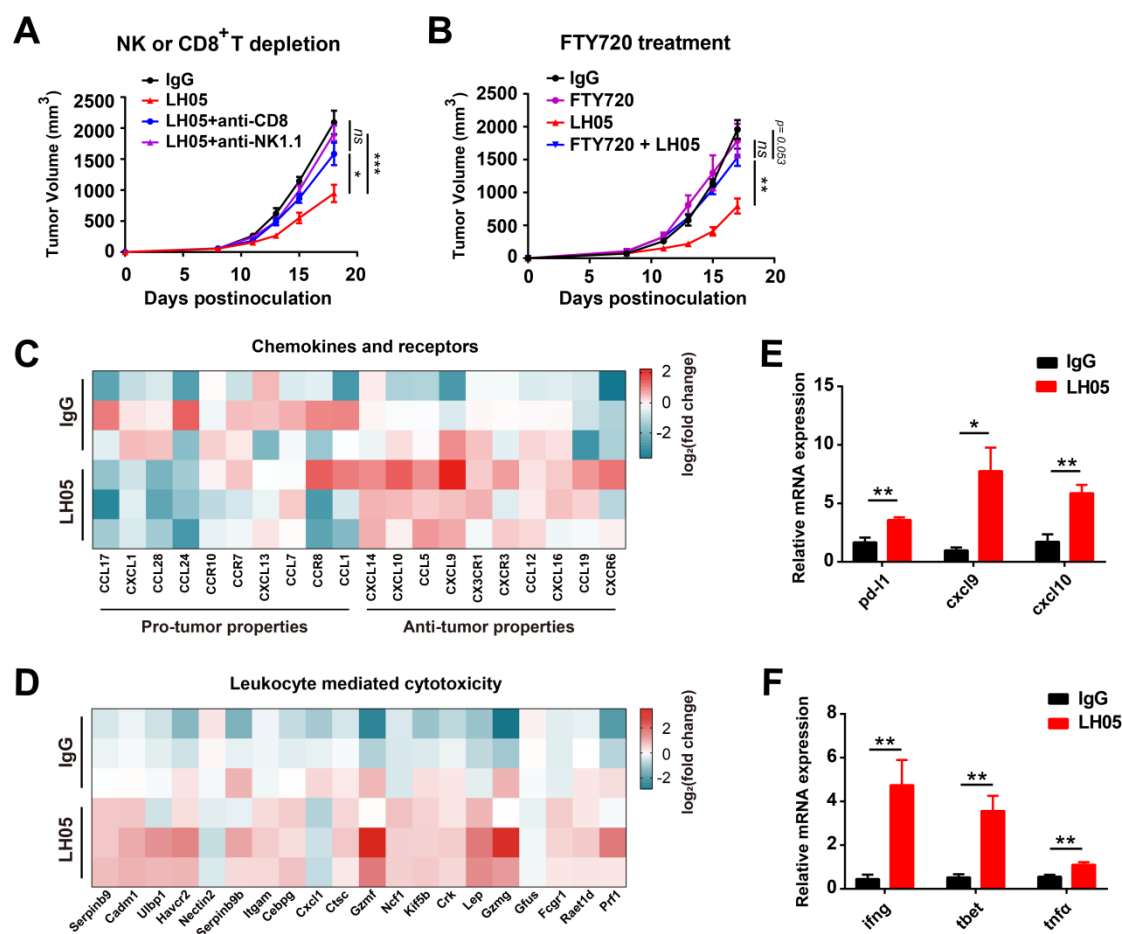 A
NK or CD8+ T depletion
IgG
LH05
LH05+anti-CD8
LH05+anti-NK1.1
Tumor Volume (mm3)
2500
2000
1500
1000
500
0
0 5 10 15 20
Days postinoculation
ns
*
***
B
FTY720 treatment
IgG
FTY720
LH05
FTY720 + LH05
Tumor Volume (mm3)
2500
2000
1500
1000
500
0
0 5 10 15 20
Days postinoculation
ns
p= 0.053
**
C
Chemokines and receptors
IgG
LH05
2
1
0
-1
-2
log2(fold change)
CCL17 CXCL1 CCL28 CCL24 CCR10 CCR7 CXCL13 CCL7 CCR8 CCL1 CXCL14 CXCL10 CCL5 CXCL9 CX3CR1 CXCR3 CCL12 CXCL16 CCL19 CXCR6
Pro-tumor properties Anti-tumor properties
D
Leukocyte mediated cytotoxicity
IgG
LH05
2
1
0
-1
-2
log2(fold change)
Serpinb9 Cadm1 Ulbp1 Havcr2 Nectin2 Serpinb9b Itgam Cebpg Cxcl1 Ctsc Gzmf Ncf1 Kif5b Crk Lep Gzmg Gfus Fcgr1 Raet1d Prf1
E
IgG
LH05
Relative mRNA expression
15
10
5
0
** * **
pd-l1 cxcl9 cxcl10
F
IgG
LH05
Relative mRNA expression
8
6
4
2
0
** ** **
ifng tbet tnfα